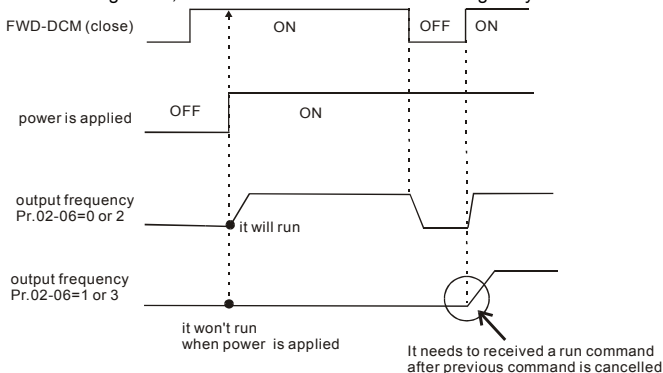 FWD-DCM (close)
ON
OFF
ON
power is applied
OFF
ON
output frequency
Pr.02-06=0 or 2
it will run
output frequency
Pr.02-06=1 or 3
it won't run
when power is applied
It needs to received a run command
after previous command is cancelled